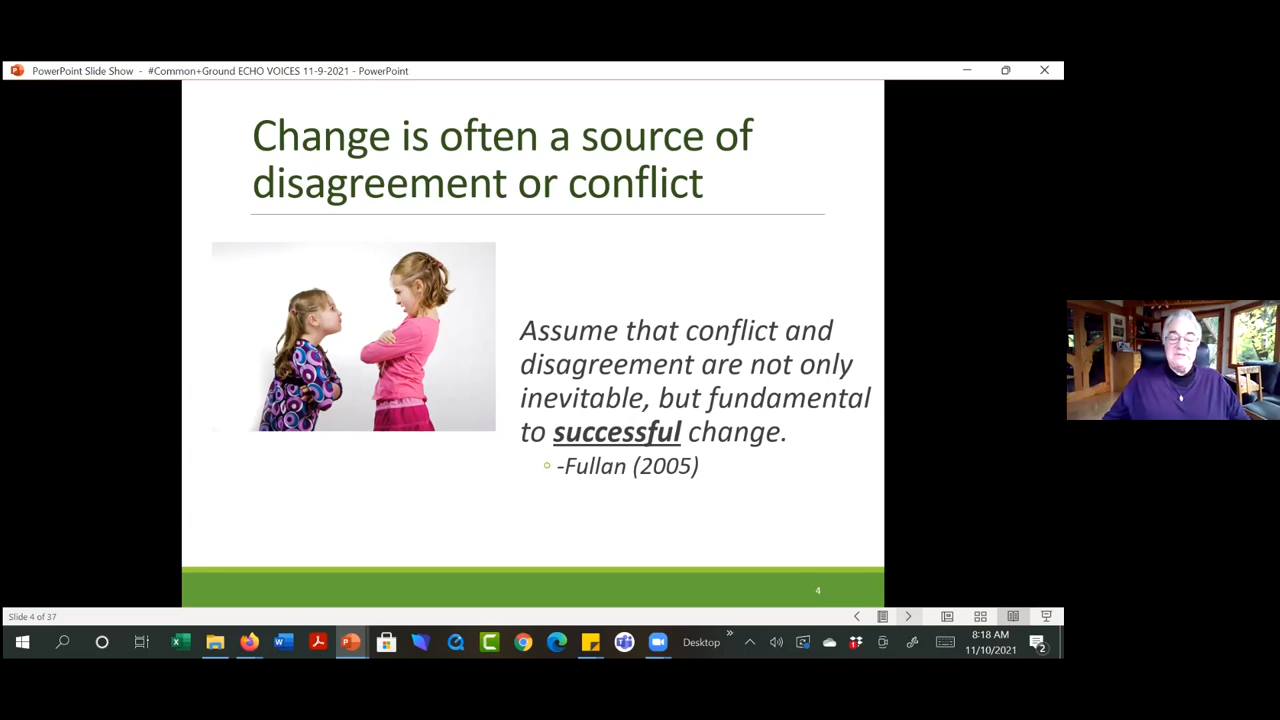 PowerPoint Slide Show - #Common+Ground ECHO VOICES 11-9-2021 - PowerPoint
Change is often a source of
disagreement or conflict
Assume that conflict and
disagreement are not only
inevitable, but fundamental
to successful change.
-Fullan (2005)
4
Slide 4 of 37
Desktop
8:18 AM
11/10/2021
2